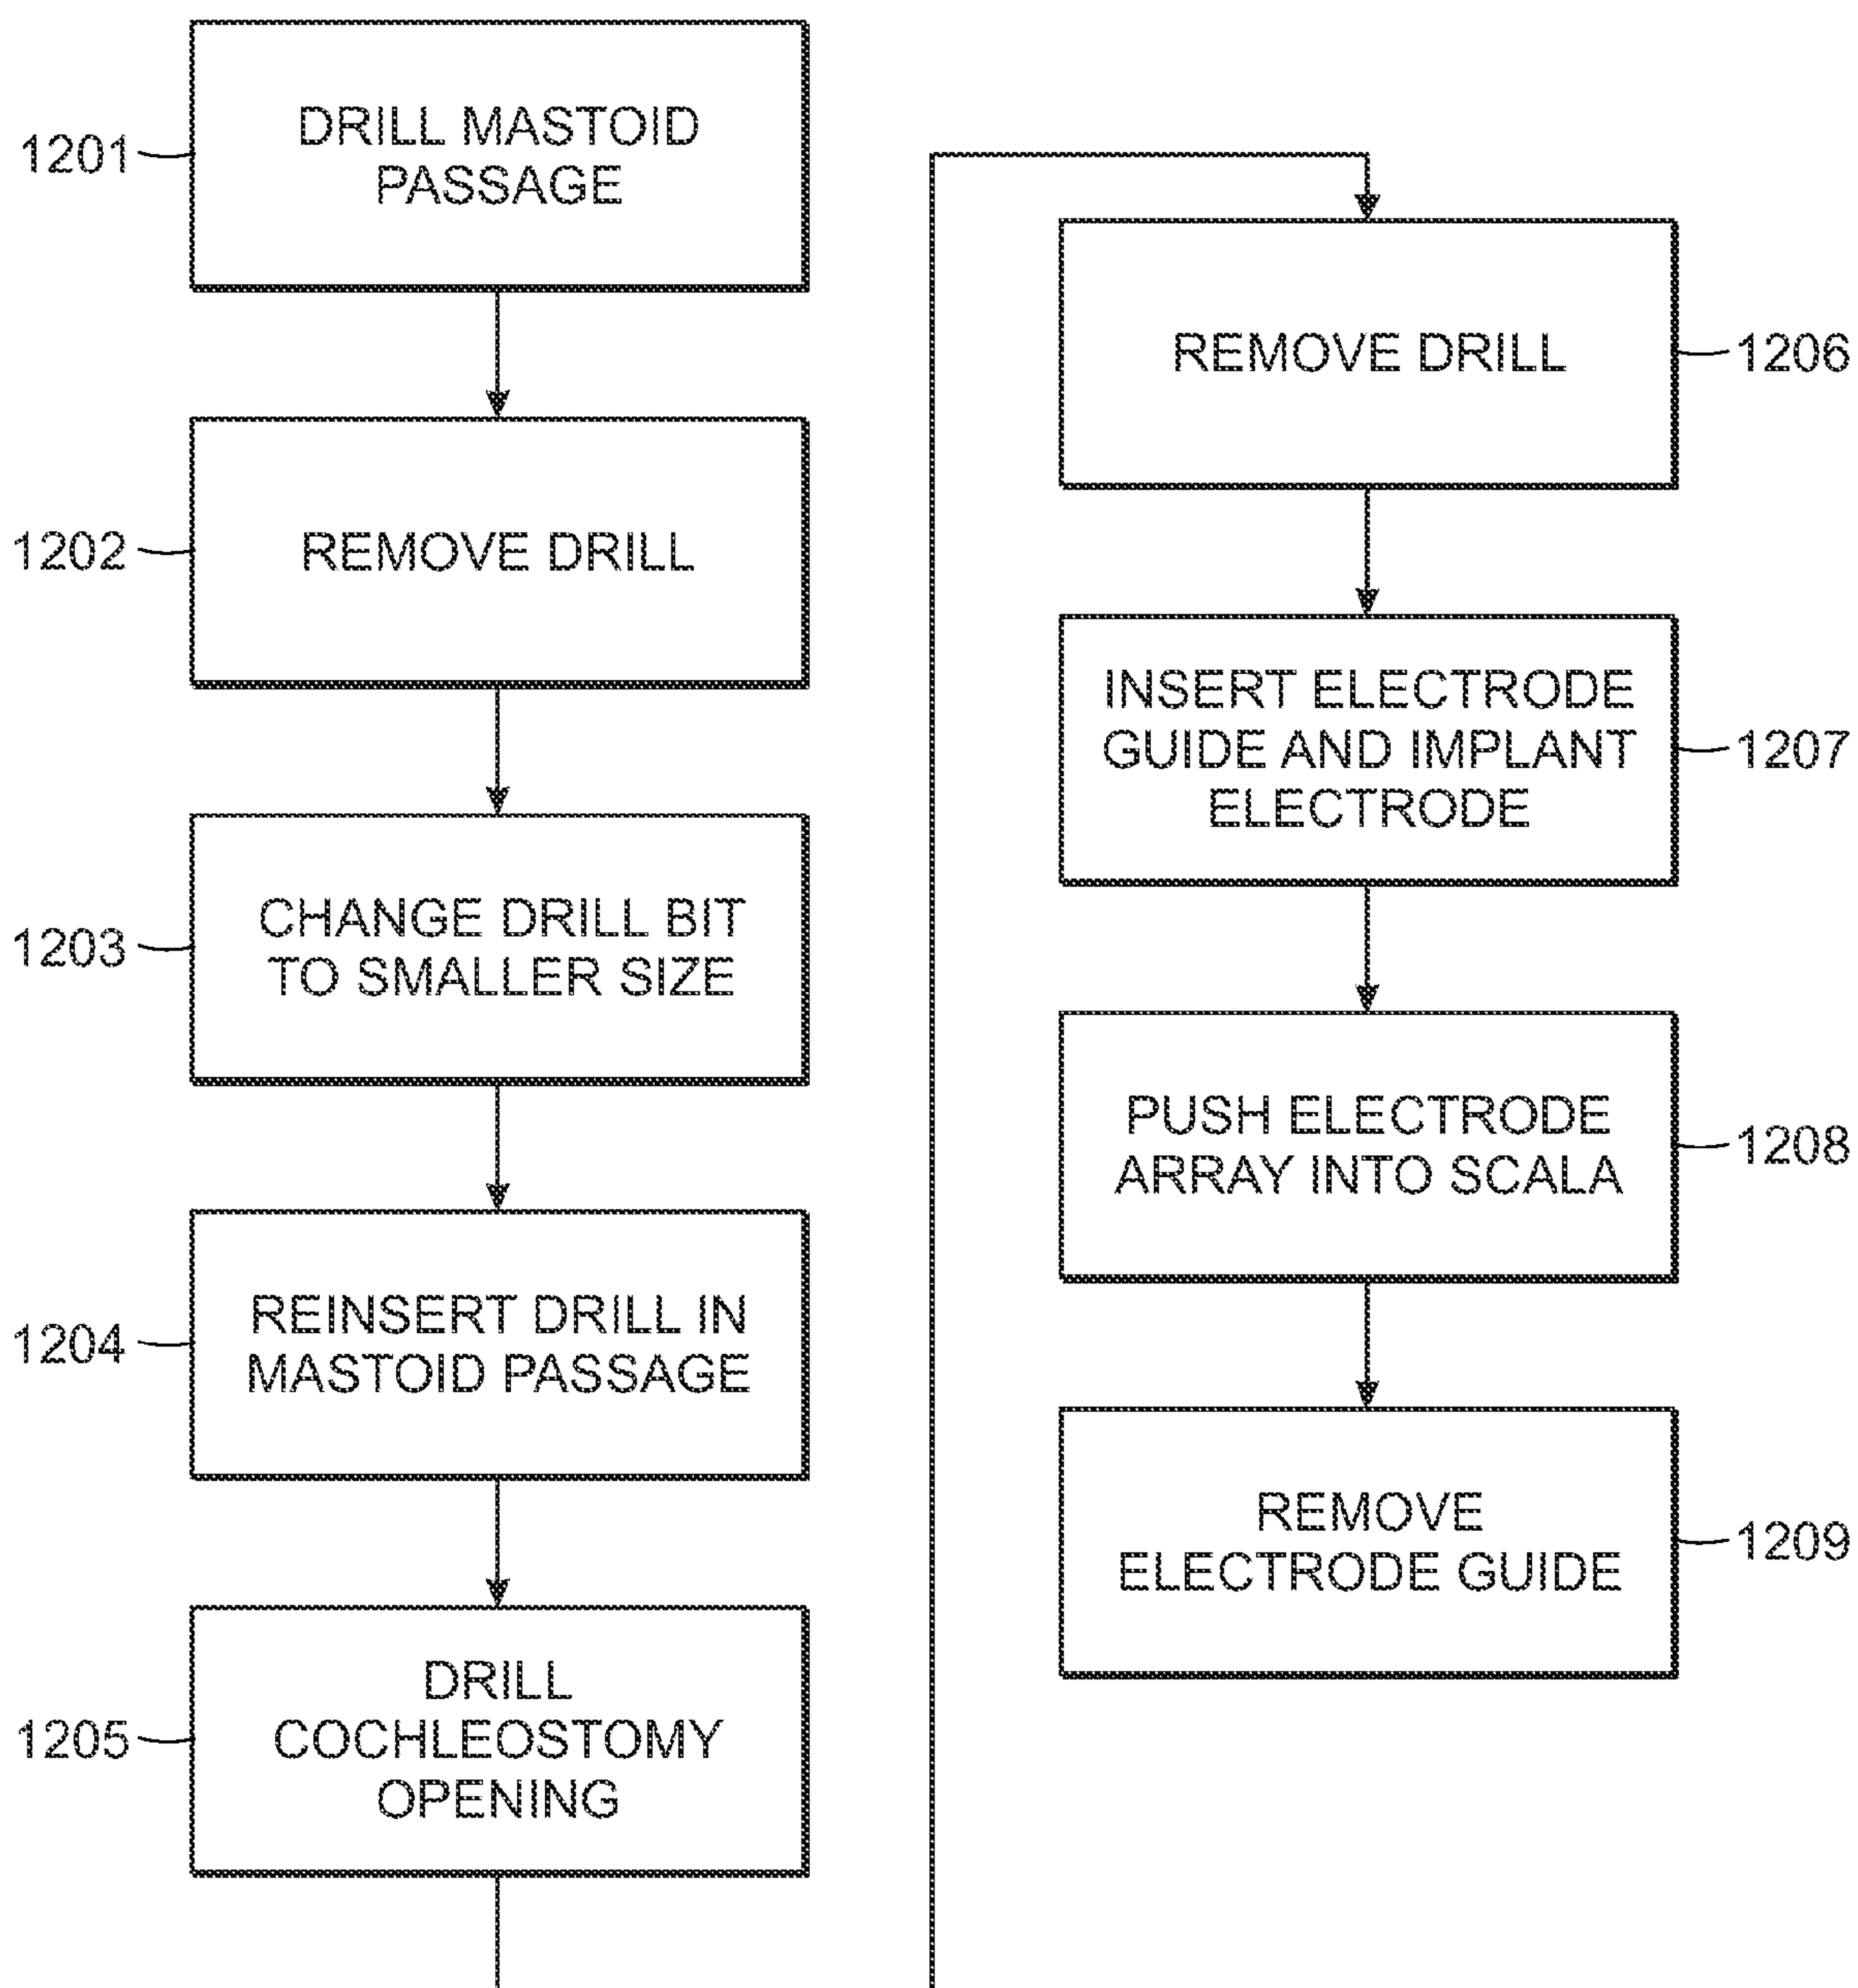 1201
DRILL MASTOID
PASSAGE
1202
REMOVE DRILL
1203
CHANGE DRILL BIT
TO SMALLER SIZE
1204
REINSERT DRILL IN
MASTOID PASSAGE
1205
DRILL
COCHLEOSTOMY
OPENING
REMOVE DRILL
1206
INSERT ELECTRODE
GUIDE AND IMPLANT
ELECTRODE
1207
PUSH ELECTRODE
ARRAY INTO SCALA
1208
REMOVE
ELECTRODE GUIDE
1209